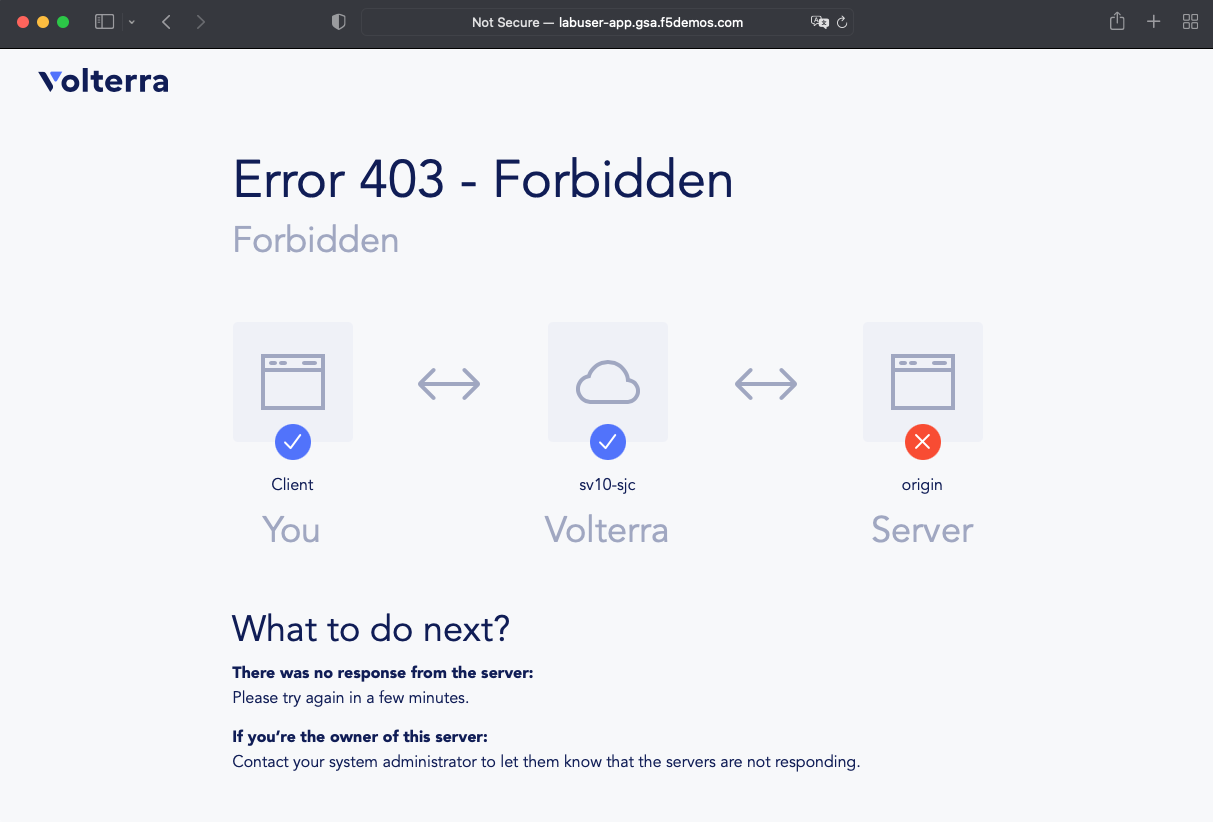 Not Secure — labuser-app.gsa.f5demos.com
Volterra
Error 403 - Forbidden
Forbidden
Client
sv10-sjc
origin
You
Volterra
Server
What to do next?
There was no response from the server:
Please try again in a few minutes.
If you’re the owner of this server:
Contact your system administrator to let them know that the servers are not responding.